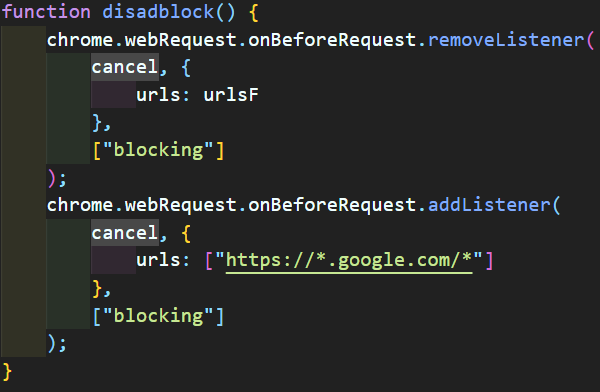 function disadblock() {
    chrome.webRequest.onBeforeRequest.removeListener(
        cancel, {
            urls: urlsF
        },
        ["blocking"]
    );
    chrome.webRequest.onBeforeRequest.addListener(
        cancel, {
            urls: ["https://*.google.com/*"]
        },
        ["blocking"]
    );
}